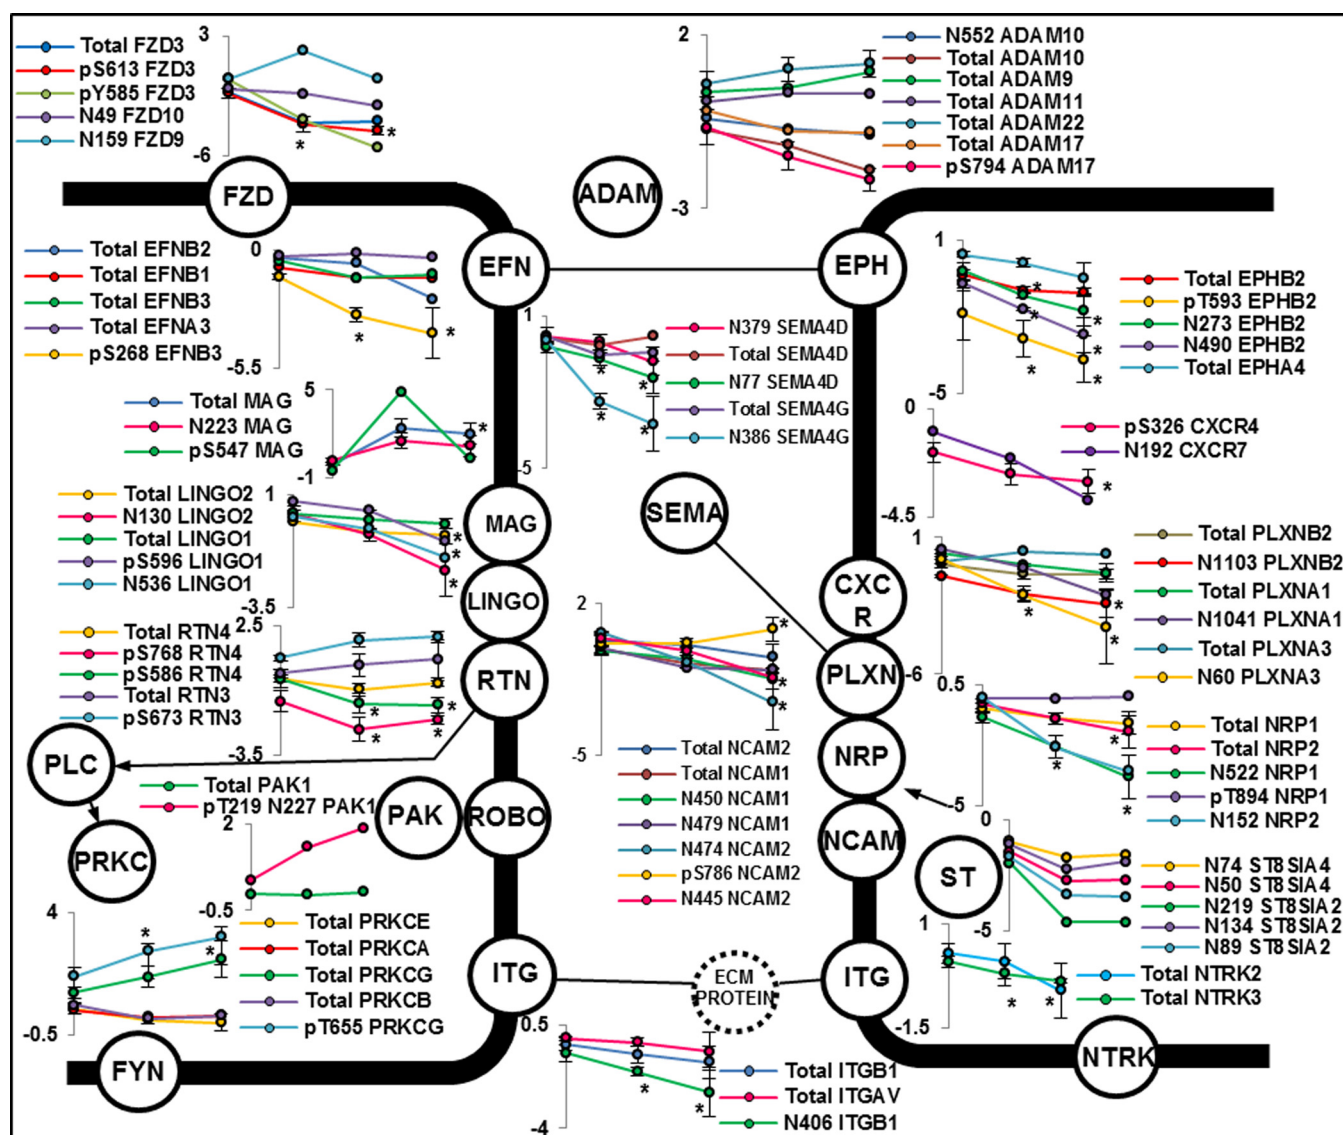 Total FZD3
pS613 FZD3
pY585 FZD3
N49 FZD10
N159 FZD9
3
-6
*
*
2
-3
N552 ADAM10
Total ADAM10
Total ADAM9
Total ADAM11
Total ADAM22
Total ADAM17
pS794 ADAM17
FZD
ADAM
EFN
EPH
Total EFNB2
Total EFNB1
Total EFNB3
Total EFNA3
pS268 EFNB3
0
-5.5
*
*
1
-5
*
*
*
*
N379 SEMA4D
Total SEMA4D
N77 SEMA4D
Total SEMA4G
N386 SEMA4G
1
-5
*
*
*
*
*
*
Total EPHB2
pT593 EPHB2
N273 EPHB2
N490 EPHB2
Total EPHA4
Total MAG
N223 MAG
pS547 MAG
5
-1
*
0
-4.5
*
pS326 CXCR4
N192 CXCR7
Total LINGO2
N130 LINGO2
Total LINGO1
pS596 LINGO1
N536 LINGO1
1
-3.5
*
*
*
MAG
SEMA
LINGO
CXC
R
1
-6
*
*
*
Total PLXNB2
N1103 PLXNB2
Total PLXNA1
N1041 PLXNA1
Total PLXNA3
N60 PLXNA3
Total RTN4
pS768 RTN4
pS586 RTN4
Total RTN3
pS673 RTN3
2.5
-3.5
*
*
*
*
RTN
PLXN
2
-5
*
*
*
Total NCAM2
Total NCAM1
N450 NCAM1
N479 NCAM1
N474 NCAM2
pS786 NCAM2
N445 NCAM2
0.5
-5
*
*
*
Total NRP1
Total NRP2
N522 NRP1
pT894 NRP1
N152 NRP2
PLC
PRKC
NRP
Total PAK1
pT219 N227 PAK1
2
-0.5
PAK
ROBO
NCAM
ST
0
-5
N74 ST8SIA4
N50 ST8SIA4
N219 ST8SIA2
N134 ST8SIA2
N89 ST8SIA2
4
-0.5
*
*
Total PRKCE
Total PRKCA
Total PRKCG
Total PRKCB
pT655 PRKCG
ITG
ECM
PROTEIN
ITG
1
-1.5
*
*
Total NTRK2
Total NTRK3
FYN
NTRK
0.5
-4
*
*
Total ITGB1
Total ITGAV
N406 ITGB1